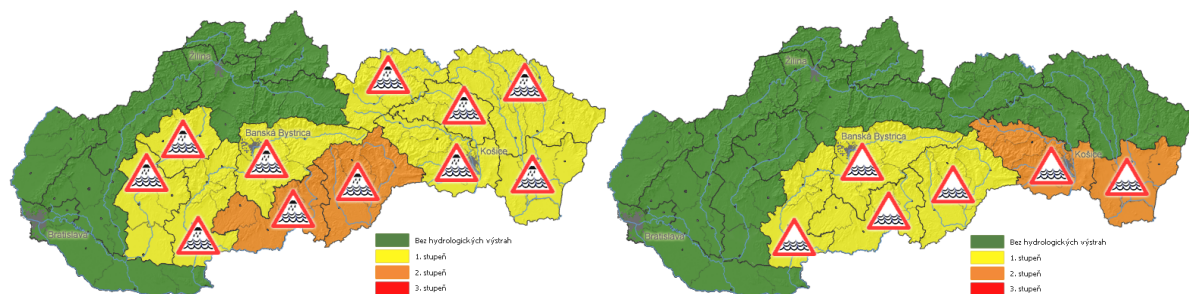 Žilina
Banská Bystrica
Košice
Bratislava
Bez hydrologických výstrah
1. stupeň
2. stupeň
3. stupeň
Žilina
Banská Bystrica
Košice
Bratislava
Bez hydrologických výstrah
1. stupeň
2. stupeň
3. stupeň